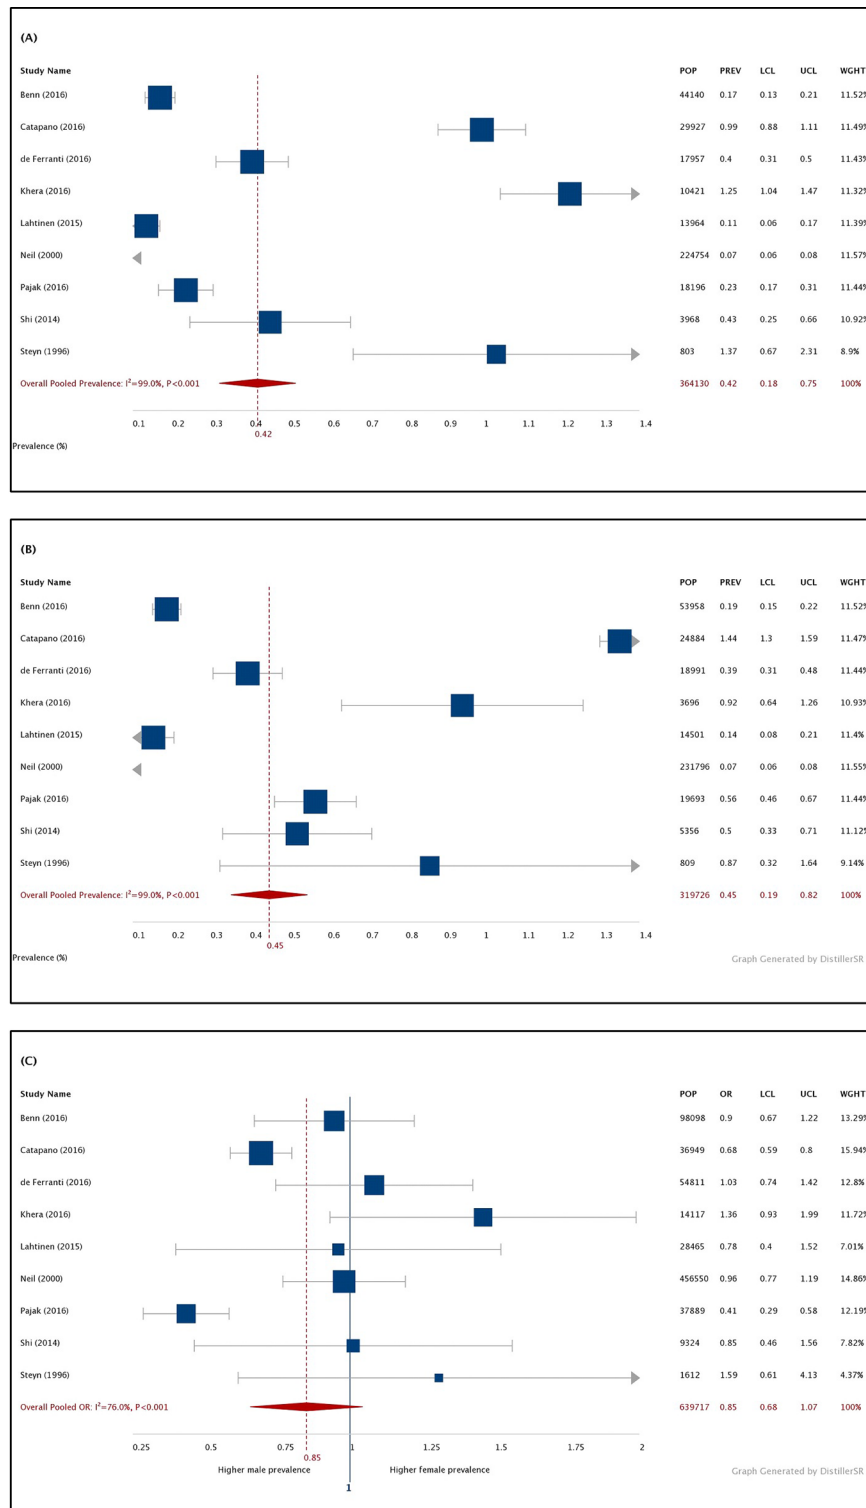 (A)
Study Name POP PREV LCL UCL WGHT
Benn (2016) 44140 0.17 0.13 0.21 11.52%
Catapano (2016) 29927 0.99 0.88 1.11 11.49%
de Ferranti (2016) 17957 0.4 0.31 0.5 11.43%
Khera (2016) 10421 1.25 1.04 1.47 11.32%
Lahtinen (2015) 13964 0.11 0.06 0.17 11.39%
Neil (2000) 224754 0.07 0.06 0.08 11.57%
Pajak (2016) 18196 0.23 0.17 0.31 11.44%
Shi (2014) 3968 0.43 0.25 0.66 10.92%
Steyn (1996) 803 1.37 0.67 2.31 8.9%
Overall Pooled Prevalence: I²=99.0%, P<0.001 364130 0.42 0.18 0.75 100%
0.1 0.2 0.3 0.4 0.5 0.6 0.7 0.8 0.9 1 1.1 1.2 1.3 1.4
0.42
Prevalence (%)
(B)
Study Name POP PREV LCL UCL WGHT
Benn (2016) 53958 0.19 0.15 0.22 11.52%
Catapano (2016) 24884 1.44 1.3 1.59 11.47%
de Ferranti (2016) 18991 0.39 0.31 0.48 11.44%
Khera (2016) 3696 0.92 0.64 1.26 10.93%
Lahtinen (2015) 14501 0.14 0.08 0.21 11.4%
Neil (2000) 231796 0.07 0.06 0.08 11.55%
Pajak (2016) 19693 0.56 0.46 0.67 11.44%
Shi (2014) 5356 0.5 0.33 0.71 11.12%
Steyn (1996) 809 0.87 0.32 1.64 9.14%
Overall Pooled Prevalence: I²=99.0%, P<0.001 319726 0.45 0.19 0.82 100%
0.1 0.2 0.3 0.4 0.5 0.6 0.7 0.8 0.9 1 1.1 1.2 1.3 1.4
0.45
Prevalence (%) Graph Generated by DistillerSR
(C)
Study Name POP OR LCL UCL WGHT
Benn (2016) 98098 0.9 0.67 1.22 13.29%
Catapano (2016) 36949 0.68 0.59 0.8 15.94%
de Ferranti (2016) 54811 1.03 0.74 1.42 12.8%
Khera (2016) 14117 1.36 0.93 1.99 11.72%
Lahtinen (2015) 28465 0.78 0.4 1.52 7.01%
Neil (2000) 456550 0.96 0.77 1.19 14.86%
Pajak (2016) 37889 0.41 0.29 0.58 12.19%
Shi (2014) 9324 0.85 0.46 1.56 7.82%
Steyn (1996) 1612 1.59 0.61 4.13 4.37%
Overall Pooled OR: I²=76.0%, P<0.001 639717 0.85 0.68 1.07 100%
0.25 0.5 0.75 1 1.25 1.5 1.75 2
0.85
Higher male prevalence Higher female prevalence Graph Generated by DistillerSR
1